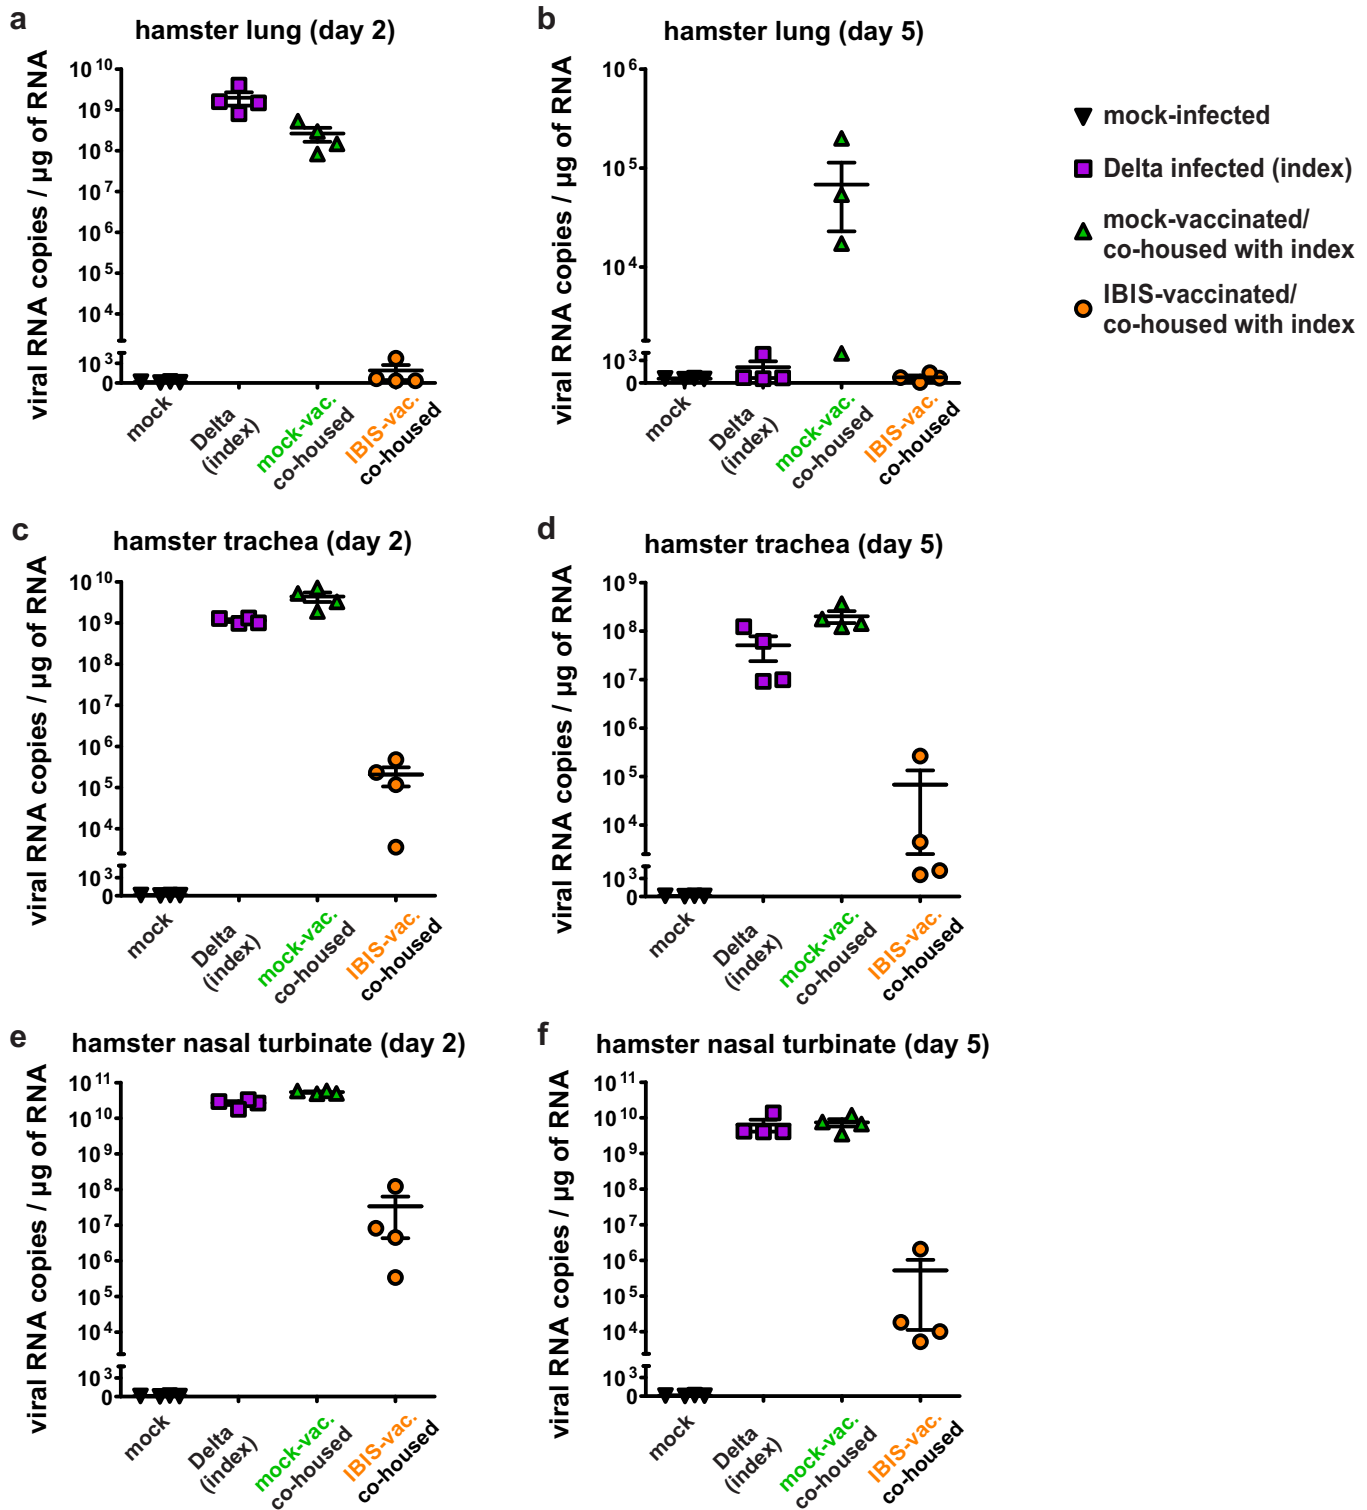 a
hamster lung (day 2)
viral RNA copies / µg of RNA
10^10
10^9
10^8
10^7
10^6
10^5
10^4
10^3
0
mock
Delta
(index)
mock-vac.
co-housed
IBIS-vac.
co-housed
b
hamster lung (day 5)
viral RNA copies / µg of RNA
10^6
10^5
10^4
10^3
0
mock
Delta
(index)
mock-vac.
co-housed
IBIS-vac.
co-housed
mock-infected
Delta infected (index)
mock-vaccinated/
co-housed with index
IBIS-vaccinated/
co-housed with index
c
hamster trachea (day 2)
viral RNA copies / µg of RNA
10^10
10^9
10^8
10^7
10^6
10^5
10^4
10^3
0
mock
Delta
(index)
mock-vac.
co-housed
IBIS-vac.
co-housed
d
hamster trachea (day 5)
viral RNA copies / µg of RNA
10^9
10^8
10^7
10^6
10^5
10^4
10^3
0
mock
Delta
(index)
mock-vac.
co-housed
IBIS-vac.
co-housed
e
hamster nasal turbinate (day 2)
viral RNA copies / µg of RNA
10^11
10^10
10^9
10^8
10^7
10^6
10^5
10^4
10^3
0
mock
Delta
(index)
mock-vac.
co-housed
IBIS-vac.
co-housed
f
hamster nasal turbinate (day 5)
viral RNA copies / µg of RNA
10^11
10^10
10^9
10^8
10^7
10^6
10^5
10^4
10^3
0
mock
Delta
(index)
mock-vac.
co-housed
IBIS-vac.
co-housed